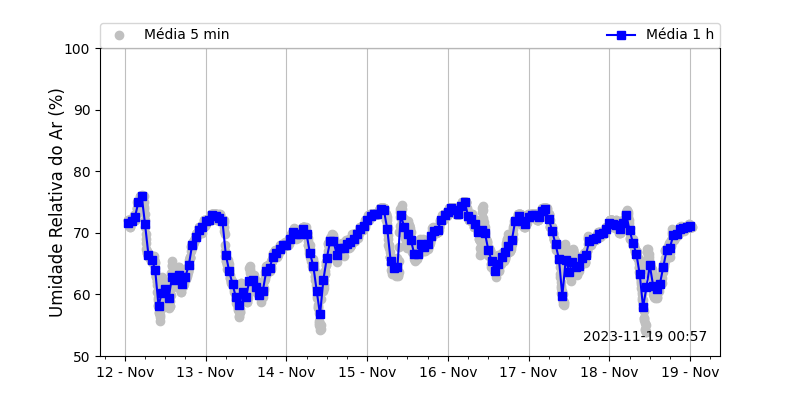 Média 5 min
Média 1 h
100
90
80
70
60
50
Umidade Relativa do Ar (%)
2023-11-19 00:57
12 - Nov
13 - Nov
14 - Nov
15 - Nov
16 - Nov
17 - Nov
18 - Nov
19 - Nov